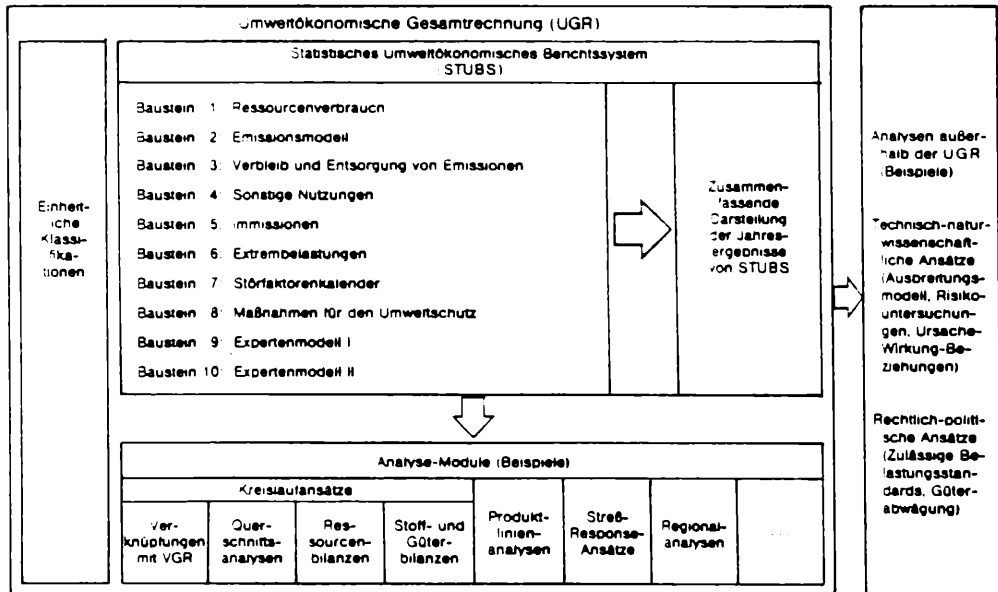 Umweltökonomische Gesamtrechnung (UGR)
Einheit-
liche
Klassi-
fika-
tionen
Statistisches Umweltökonomisches Berichtssystem
(STUBS)
Baustein 1: Ressourcenverbrauch
Baustein 2: Emissionsmodell
Baustein 3: Verbleib und Entsorgung von Emissionen
Baustein 4: Sonstige Nutzungen
Baustein 5: Immissionen
Baustein 6: Extrembelastungen
Baustein 7: Störfaktorenkalender
Baustein 8: Maßnahmen für den Umweltschutz
Baustein 9: Expertenmodell I
Baustein 10: Expertenmodell II
Zusammen-
fassende
Darstellung
der Jahres-
ergebnisse
von STUBS
Analyse-Module (Beispiele)
Kreislaufansätze
Ver-
knüpfungen
mit VGR
Quer-
schnitts-
analysen
Res-
sourcen-
bilanzen
Stoff- und
Güter-
bilanzen
Produkt-
linien-
analysen
Streß-
Response-
Ansätze
Regional-
analysen
.....
Analysen außer-
halb der UGR
(Beispiele)
Technisch-natur-
wissenschaft-
liche Ansätze
(Ausbreitungs-
modell, Risiko-
untersuchun-
gen, Ursache-
Wirkung-Be-
ziehungen)
Rechtlich-politi-
sche Ansätze
(Zulässige Be-
lastungsstan-
dards, Güter-
abwägung)